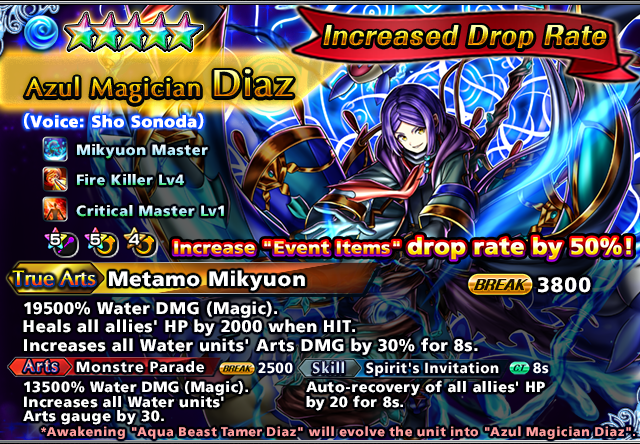 Increased Drop Rate
Azul Magician Diaz
(Voice: Sho Sonoda)
Mikyuon Master
Fire Killer Lv4
Critical Master Lv1
5 5 4
Increase "Event Items" drop rate by 50%!
True Arts Metamo Mikyuon BREAK 3800
19500% Water DMG (Magic).
Heals all allies' HP by 2000 when HIT.
Increases all Water units' Arts DMG by 30% for 8s.
Arts Monstre Parade BREAK 2500
13500% Water DMG (Magic).
Increases all Water units'
Arts gauge by 30.
Skill Spirit's Invitation CT 8s
Auto-recovery of all allies' HP
by 20 for 8s.
*Awakening "Aqua Beast Tamer Diaz" will evolve the unit into "Azul Magician Diaz".